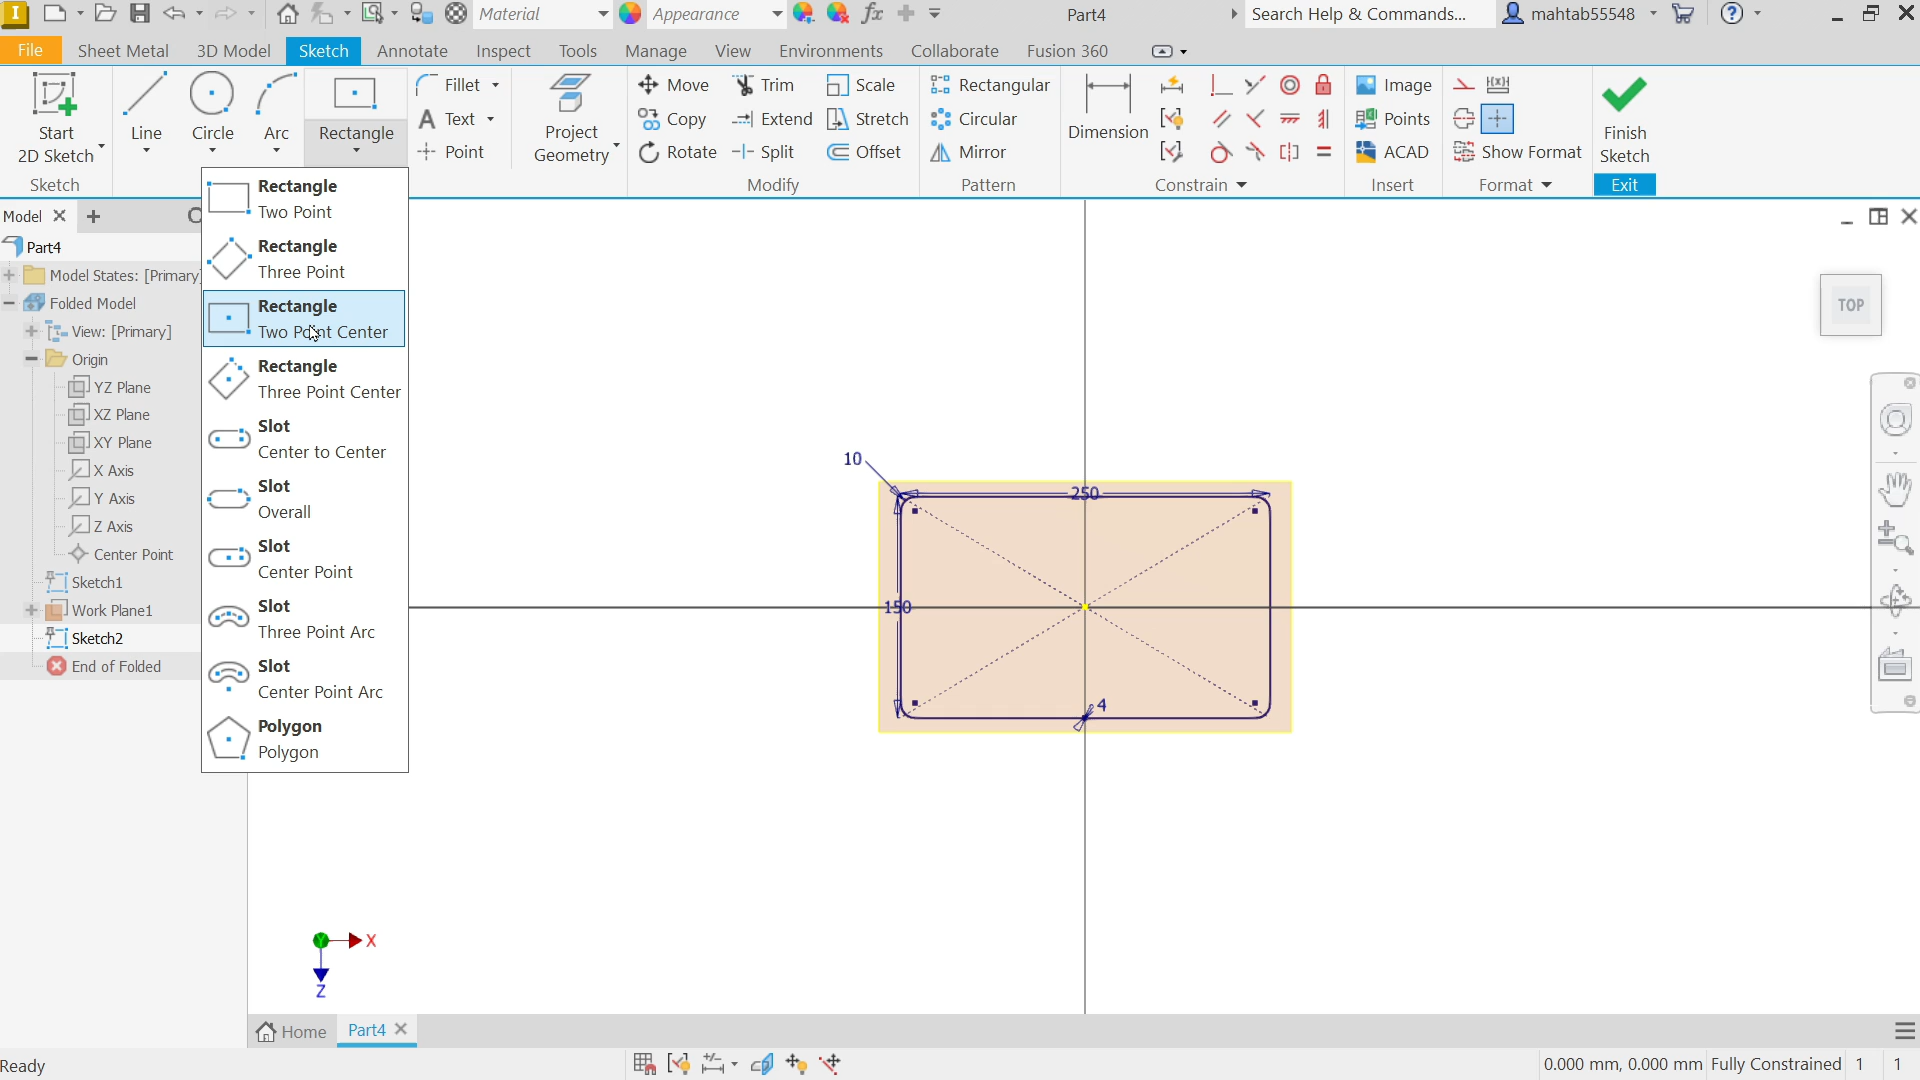 Material
Appearance
Part4
Search Help & Commands...
mahtab55548
File
Sheet Metal
3D Model
Sketch
Annotate
Inspect
Tools
Manage
View
Environments
Collaborate
Fusion 360
Start
2D Sketch
Line
Circle
Arc
Rectangle
Fillet
Text
Point
Project
Geometry
Move
Copy
Rotate
Trim
Extend
Split
Scale
Stretch
Offset
Rectangular
Circular
Mirror
Dimension
Image
Points
ACAD
Show Format
Finish
Sketch
Sketch
Modify
Pattern
Constrain
Insert
Format
Exit
Model
Part4
Model States: [Primary]
Folded Model
View: [Primary]
Origin
YZ Plane
XZ Plane
XY Plane
X Axis
Y Axis
Z Axis
Center Point
Sketch1
Work Plane1
Sketch2
End of Folded
Rectangle
Two Point
Rectangle
Three Point
Rectangle
Two Point Center
Rectangle
Three Point Center
Slot
Center to Center
Slot
Overall
Slot
Center Point
Slot
Three Point Arc
Slot
Center Point Arc
Polygon
Polygon
TOP
10
250
150
4
X
Z
Home
Part4
Ready
0.000 mm, 0.000 mm
Fully Constrained
1
1